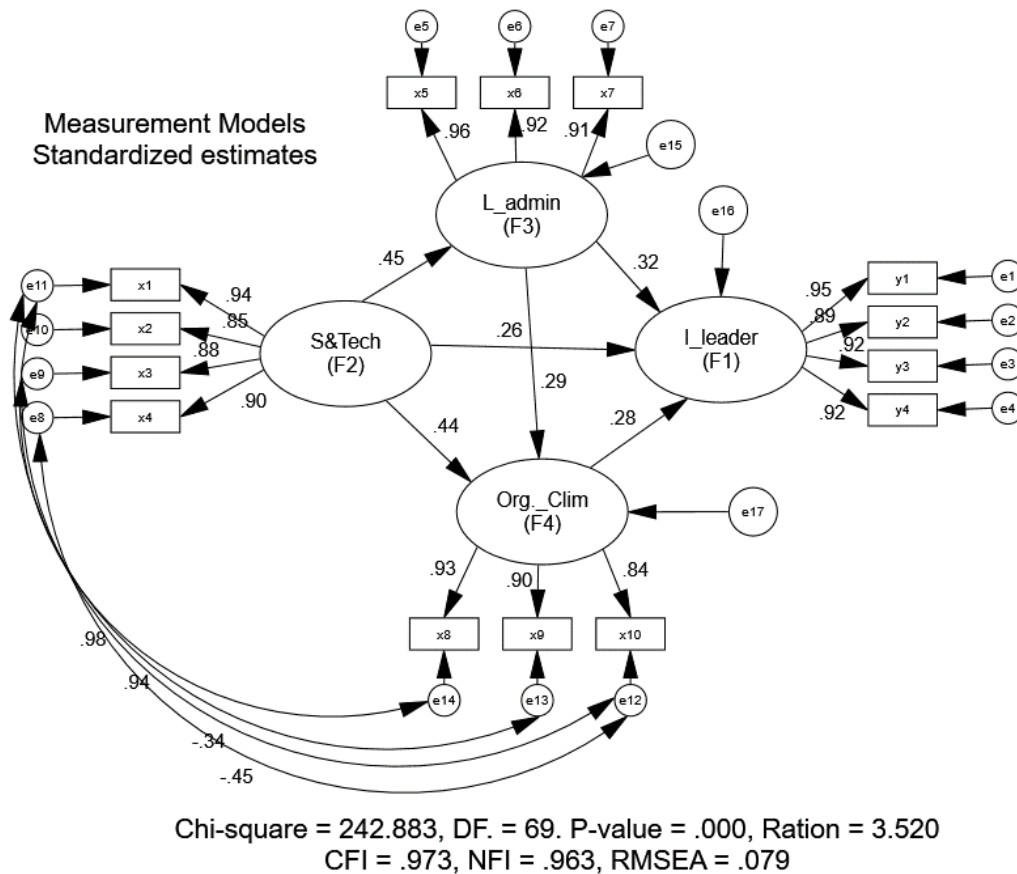 e5 e6 e7
x5 x6 x7
Measurement Models
Standardized estimates
.96 .92 .91
e15
L_admin
(F3)
e16
.45 .32
e11 x1 .94
e10 x2 .85
e9 x3 .88
e8 x4 .90
S&Tech
(F2)
.26
I_leader
(F1)
.95 y1 e1
.89 y2 e2
.92 y3 e3
.92 y4 e4
.29
.44 .28
Org._Clim
(F4)
e17
.93 .90 .84
x8 x9 x10
e14 e13 e12
.98
.94
-.34
-.45
Chi-square = 242.883, DF. = 69. P-value = .000, Ration = 3.520
CFI = .973, NFI = .963, RMSEA = .079